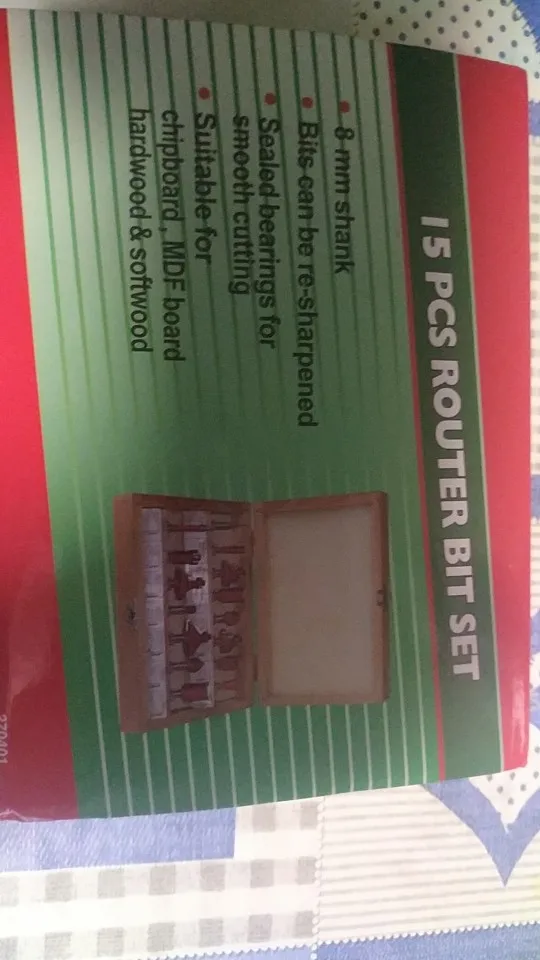 15 PCS ROUTER BIT SET
• 8 mm shank
• Bits can be re-sharpened
• Sealed bearings for
smooth cutting
• Suitable for
chipboard, MDF board
hardwood & softwood
270401